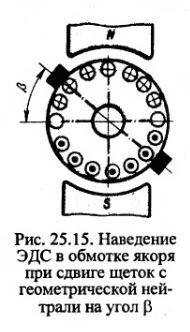 N
β
S
Рис. 25.15. Наведение
ЭДС в обмотке якоря
при сдвиге щеток с
геометрической ней-
трали на угол β